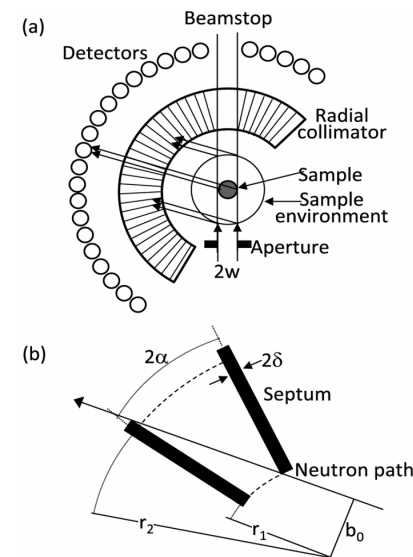 (a)
Beamstop
Detectors
Radial
collimator
Sample
Sample
environment
Aperture
2w
(b)
2α
2δ
Septum
Neutron path
r₂
r₁
b₀